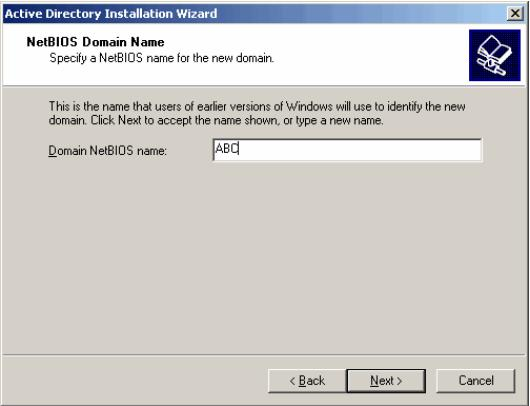 Active Directory Installation Wizard
NetBIOS Domain Name
Specify a NetBIOS name for the new domain.
This is the name that users of earlier versions of Windows will use to identify the new
domain. Click Next to accept the name shown, or type a new name.
Domain NetBIOS name:
ABC
< Back
Next >
Cancel